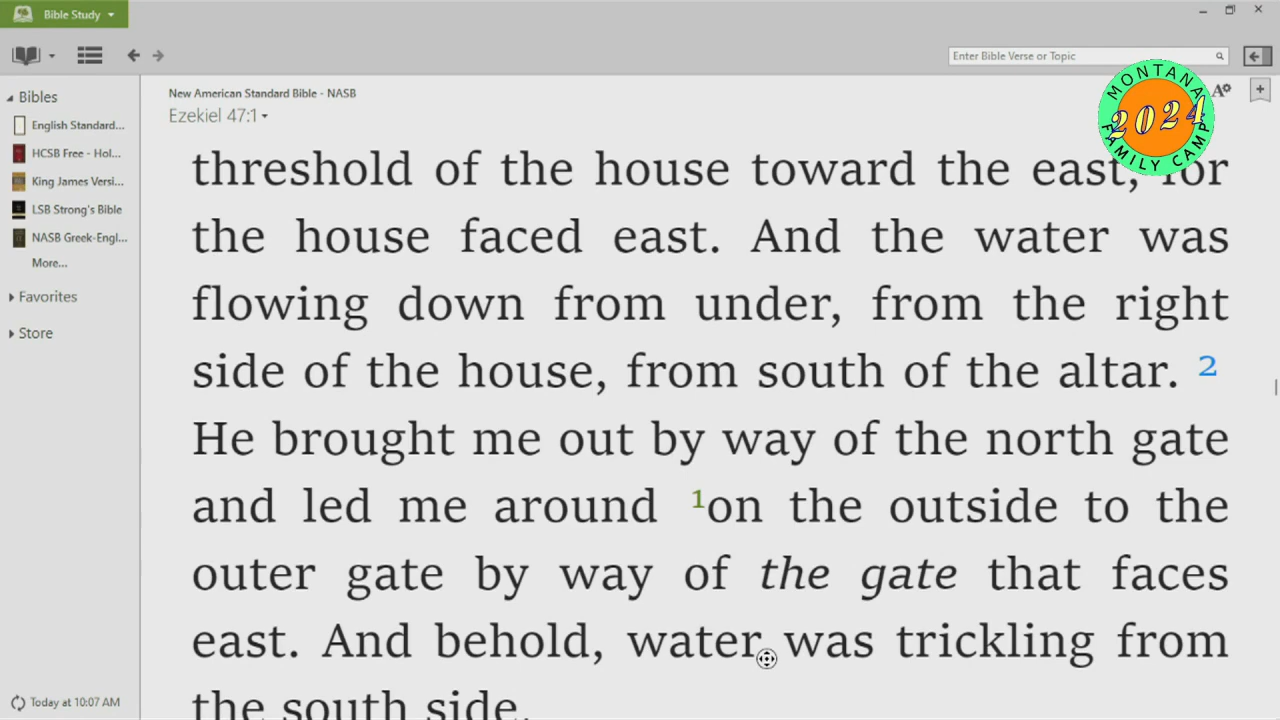 Bible Study
Enter Bible Verse or Topic
MONTANA
2024
FAMILY CAMP
Bibles
English Standard...
HCSB Free - Hol...
King James Versi...
LSB Strong's Bible
NASB Greek-Engl...
More...
Favorites
Store
Today at 10:07 AM
New American Standard Bible - NASB
Ezekiel 47:1
threshold of the house toward the east, for
the house faced east. And the water was
flowing down from under, from the right
side of the house, from south of the altar. 2
He brought me out by way of the north gate
and led me around 1on the outside to the
outer gate by way of the gate that faces
east. And behold, water was trickling from
the south side.